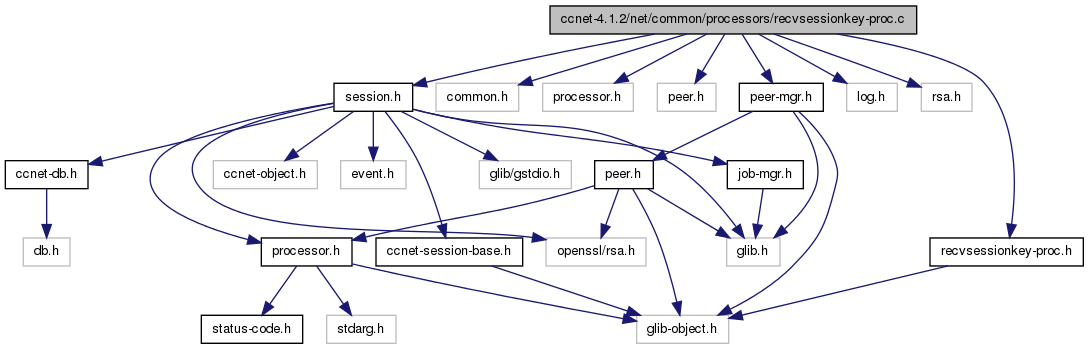 ccnet-4.1.2/net/common/processors/recvsessionkey-proc.c
session.h
common.h
processor.h
peer.h
peer-mgr.h
log.h
rsa.h
ccnet-db.h
ccnet-object.h
event.h
glib/gstdio.h
peer.h
job-mgr.h
db.h
processor.h
ccnet-session-base.h
openssl/rsa.h
glib.h
recvsessionkey-proc.h
status-code.h
stdarg.h
glib-object.h